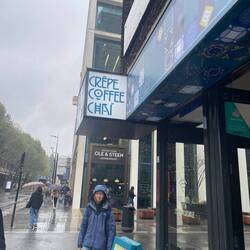 CRÊPE
COFFEE
CHAI
OLE & STEEN